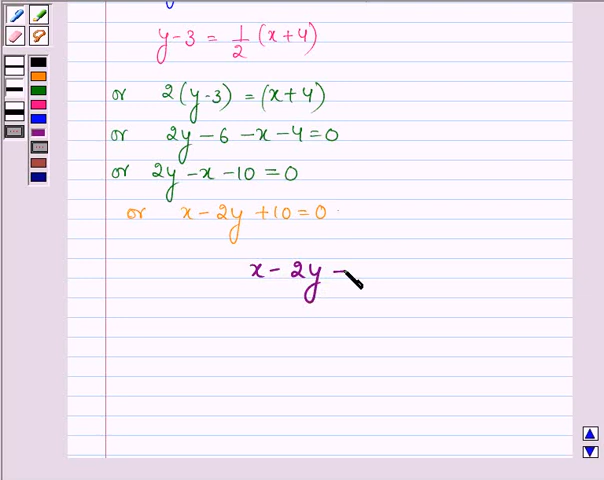 y-3 = 1/2 (x+4)
or 2(y-3) = (x+4)
or 2y - 6 - x - 4 = 0
or 2y - x - 10 = 0
or x - 2y + 10 = 0
x - 2y -